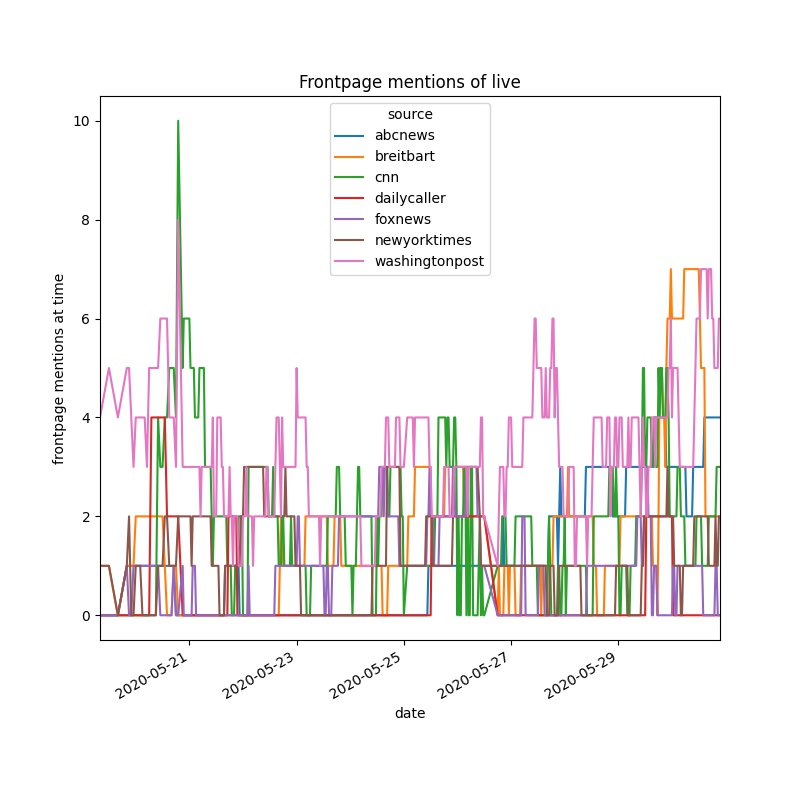 Frontpage mentions of live
source
abcnews
breitbart
cnn
dailycaller
foxnews
newyorktimes
washingtonpost
frontpage mentions at time
10
8
6
4
2
0
2020-05-21
2020-05-23
2020-05-25
2020-05-27
2020-05-29
date